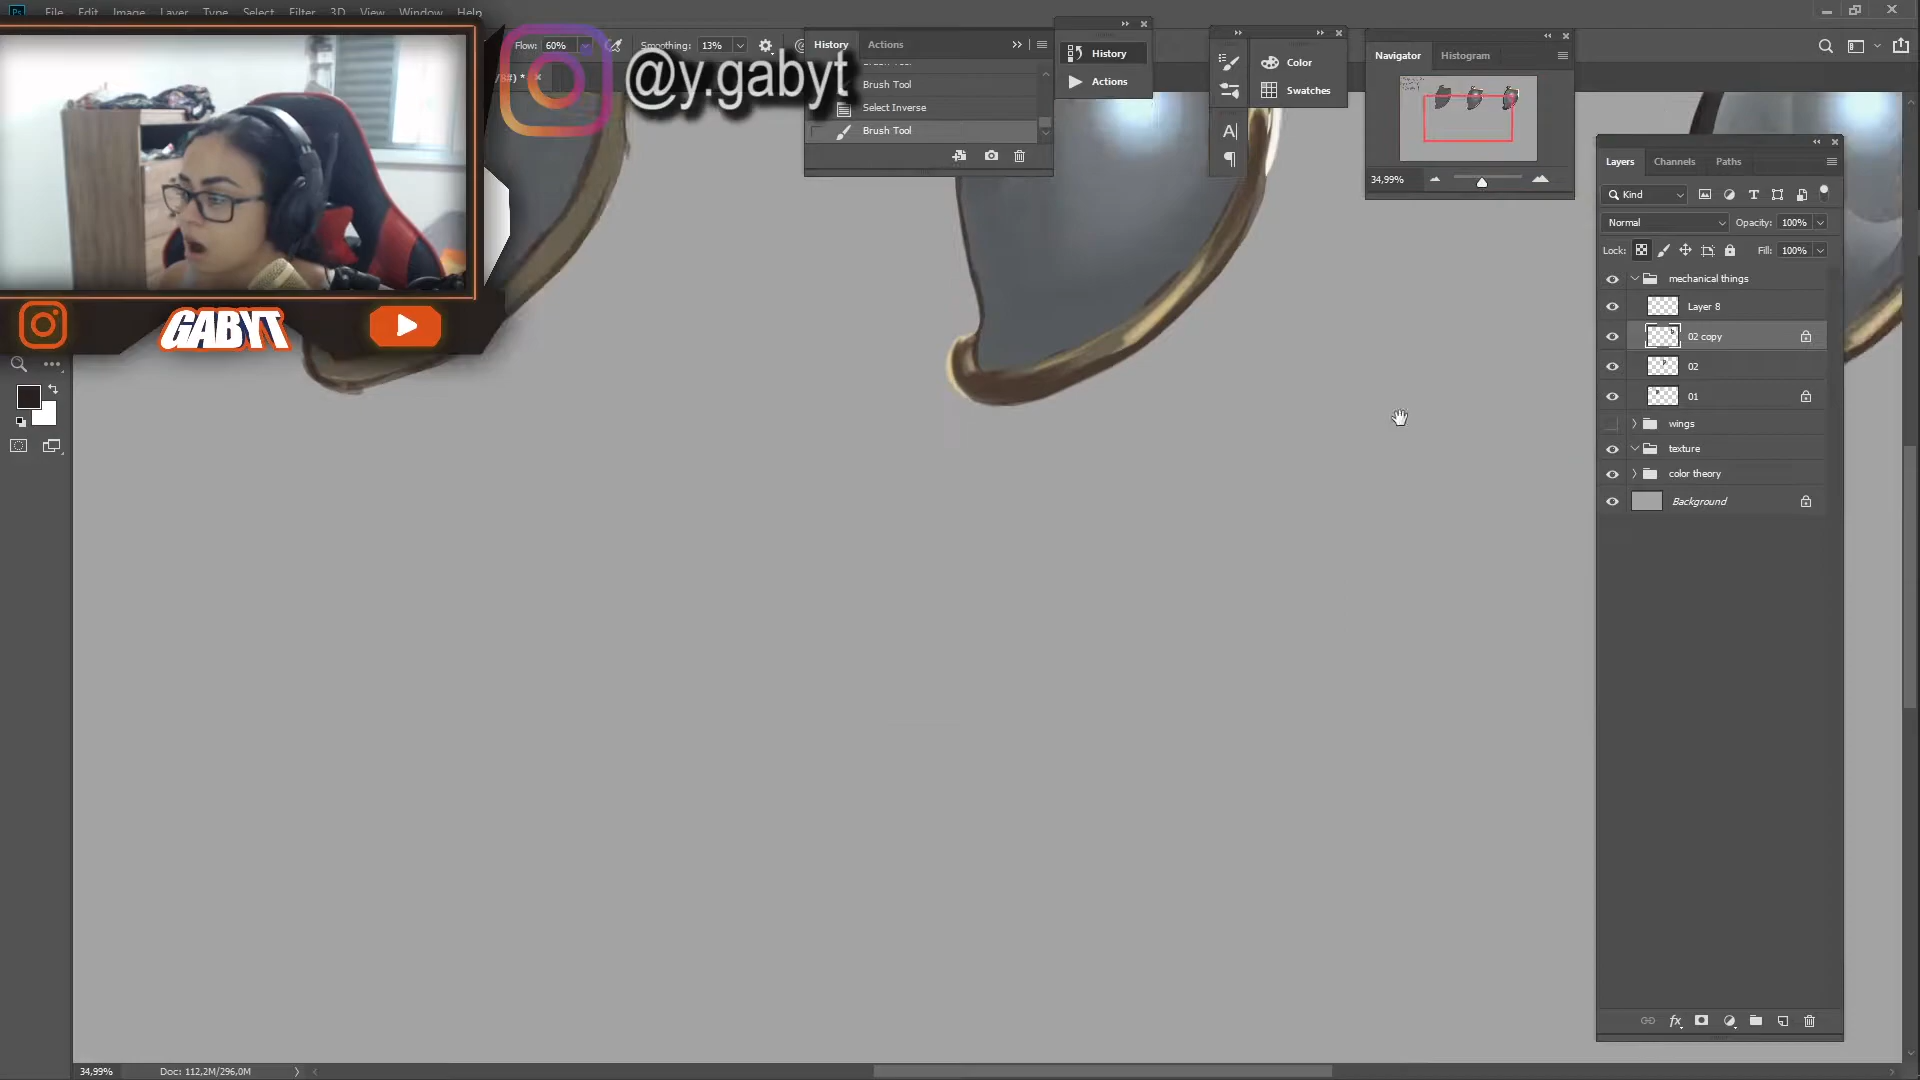 Ps File Edit Image Layer Type Select Filter 3D View Window Help
Flow: 60% Smoothing: 13%
@y.gabyt
GABYT
History Actions
Brush Tool
Brush Tool
Select Inverse
Brush Tool
History
Actions
Color
Swatches
Navigator Histogram
34,99%
Layers Channels Paths
Kind
Normal Opacity: 100%
Lock: Fill: 100%
mechanical things
Layer 8
02 copy
02
01
wings
texture
color theory
Background
34,99% Doc: 112,2M/296,0M